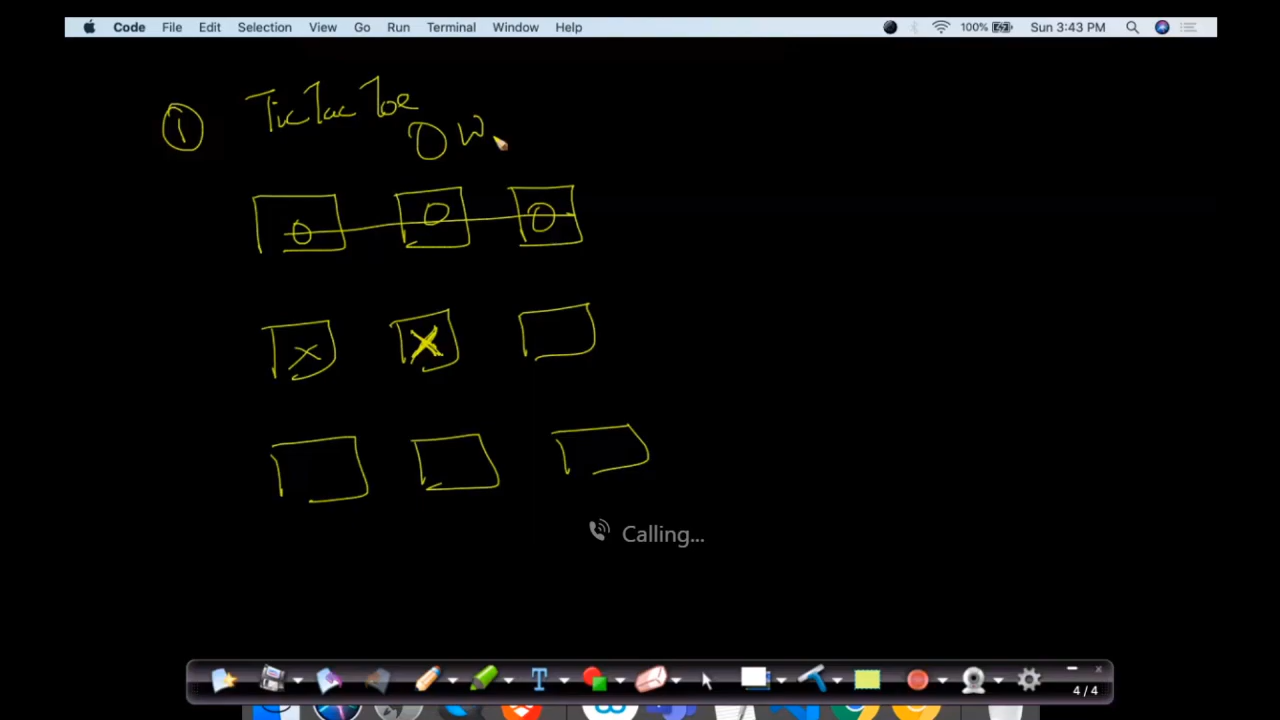 Code File Edit Selection View Go Run Terminal Window Help 100% Sun 3:43 PM
① TicTacToe
O W
O O O
X X
Calling...
4 / 4